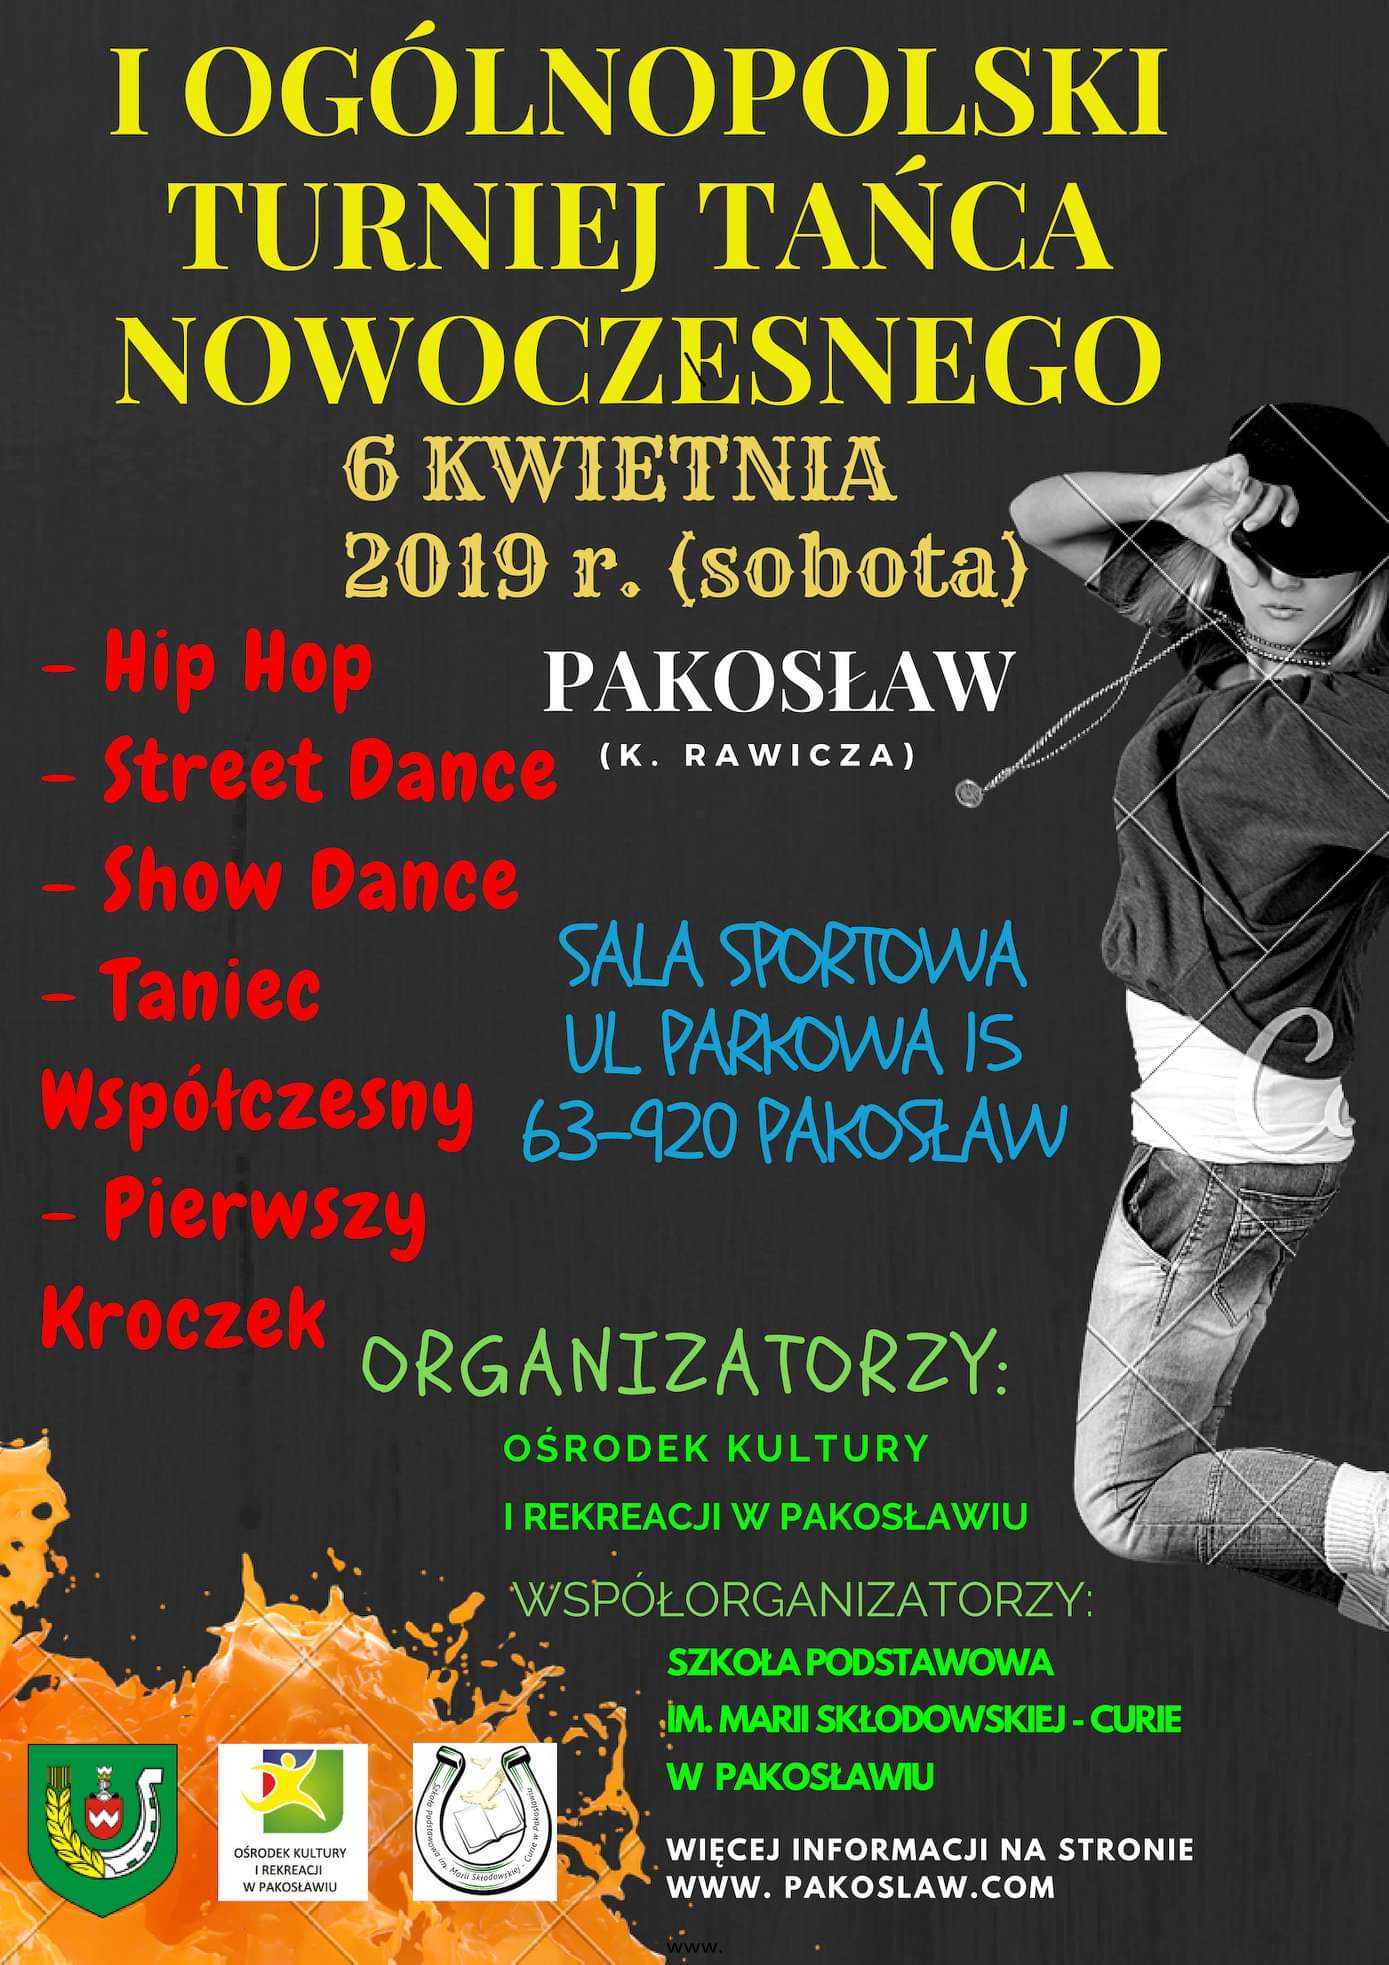 I OGÓLNOPOLSKI
TURNIEJ TAŃCA
NOWOCZESNEGO
6 KWIETNIA
2019 r. (sobota)
PAKOSŁAW
(K. RAWICZA)
- Hip Hop
- Street Dance
- Show Dance
- Taniec
Współczesny
- Pierwszy
Kroczek
SALA SPORTOWA
UL PARKOWA 15
63-920 PAKOSŁAW
ORGANIZATORZY:
OŚRODEK KULTURY
I REKREACJI W PAKOSŁAWIU
WSPÓŁORGANIZATORZY:
SZKOŁA PODSTAWOWA
IM. MARII SKŁODOWSKIEJ - CURIE
W PAKOSŁAWIU
OŚRODEK KULTURY
I REKREACJI
W PAKOSŁAWIU
Szkoła Podstawowa im. Marii Skłodowskiej - Curie w Pakosławiu
WIĘCEJ INFORMACJI NA STRONIE
WWW. PAKOSLAW.COM
www.